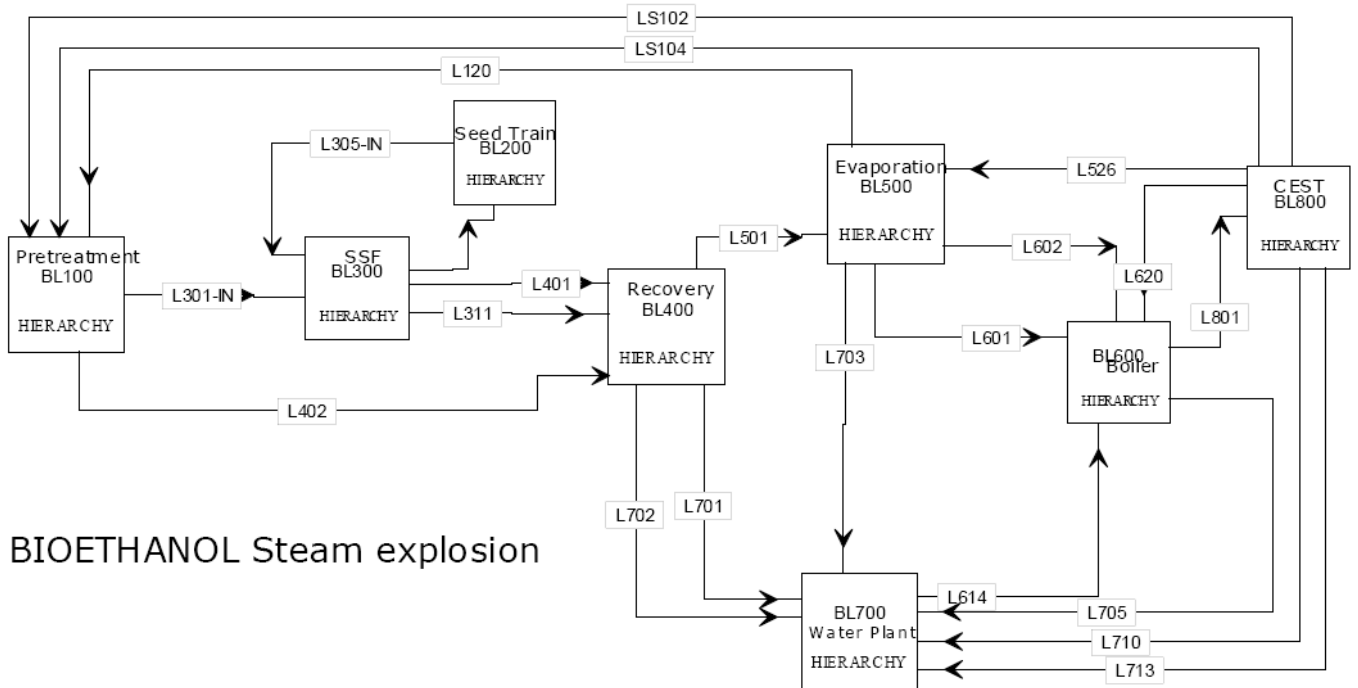 LS102
LS104
L120
Seed Train
BL200
HIERARCHY
L305-IN
Evaporation
BL500
HIERARCHY
L526
CEST
BL800
HIERARCHY
Pretreatment
BL100
HIERARCHY
SSF
BL300
HIERARCHY
L501
L602
L301-IN
L401
Recovery
BL400
HIERARCHY
L620
L311
L801
L601
BL600
Boiler
HIERARCHY
L703
L402
L702
L701
BIOETHANOL Steam explosion
BL700
Water Plant
HIERARCHY
L614
L705
L710
L713